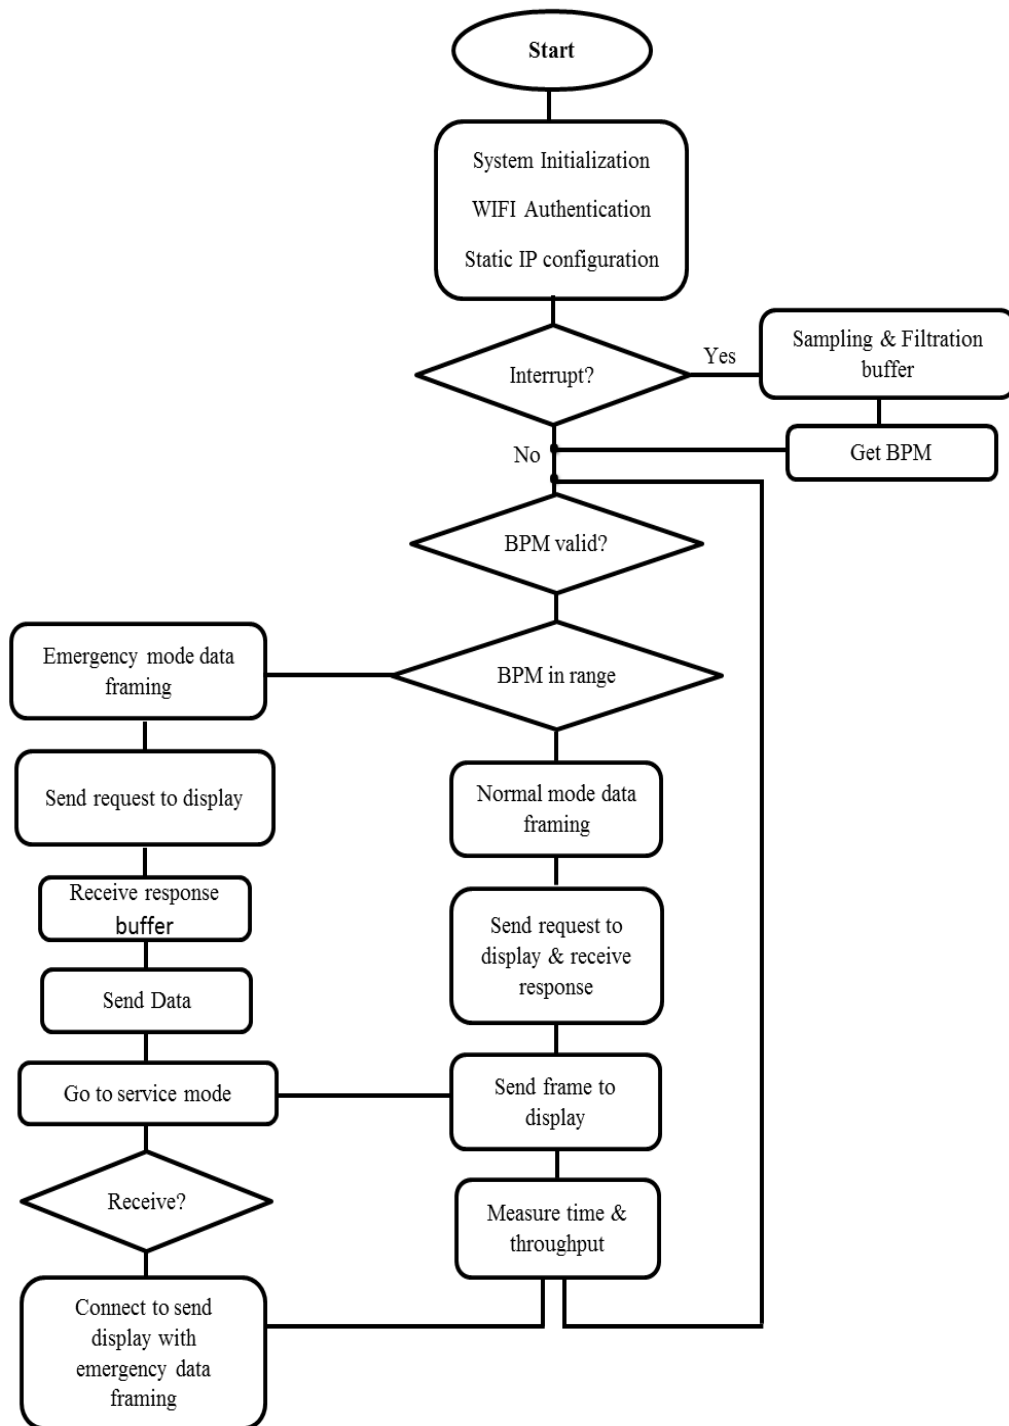 Start
System Initialization
WIFI Authentication
Static IP configuration
Interrupt?
Yes
Sampling & Filtration
buffer
Get BPM
No
BPM valid?
BPM in range
Emergency mode data
framing
Send request to display
Receive response
buffer
Send Data
Go to service mode
Receive?
Connect to send
display with
emergency data
framing
Normal mode data
framing
Send request to
display & receive
response
Send frame to
display
Measure time &
throughput